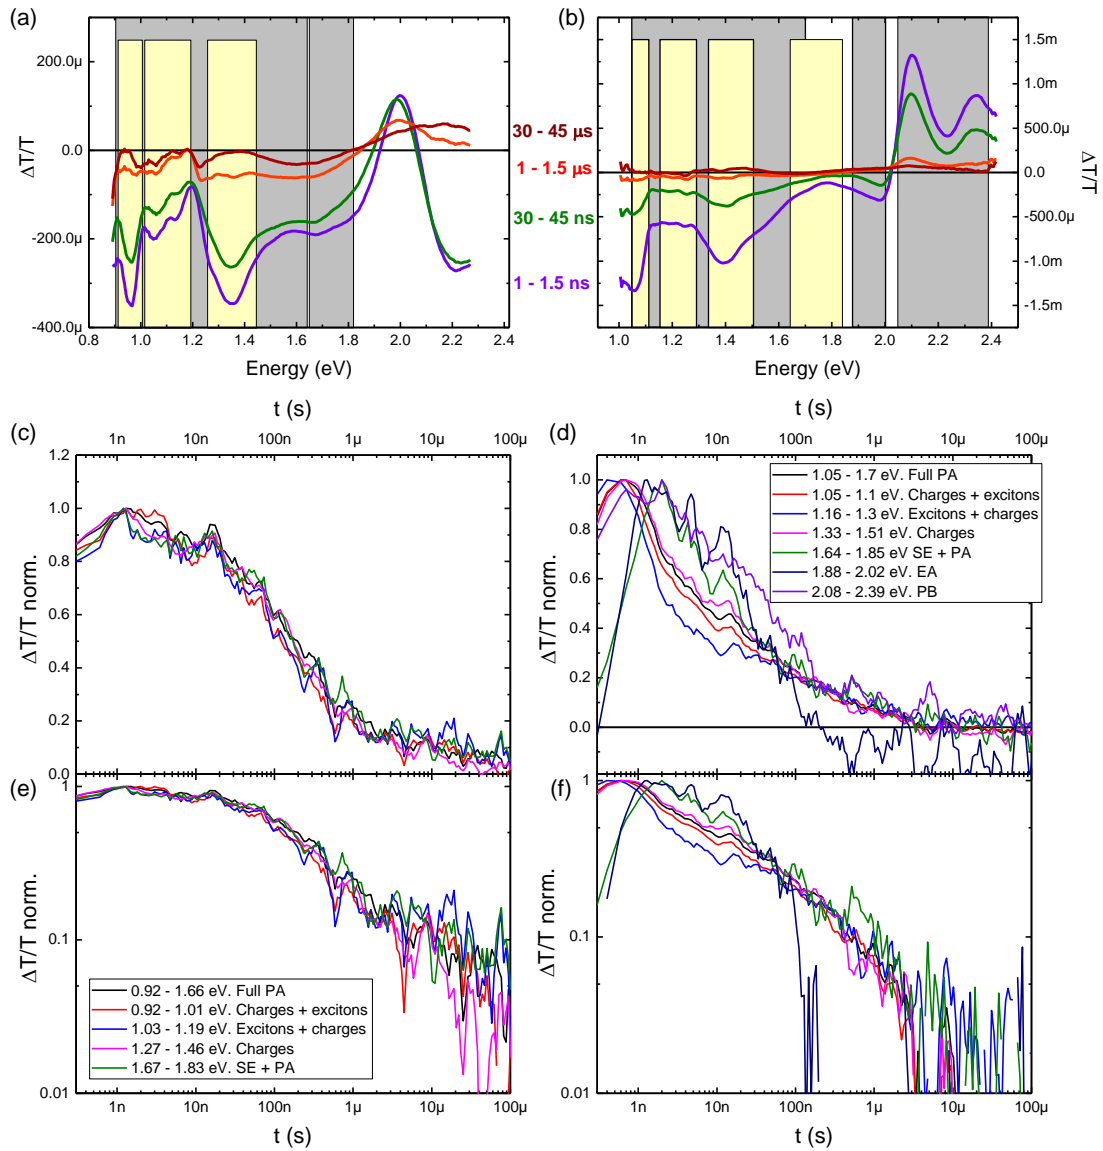 (a)
ΔT/T
200.0µ
0.0
-200.0µ
-400.0µ
0.8 1.0 1.2 1.4 1.6 1.8 2.0 2.2 2.4
Energy (eV)
30 - 45 µs
1 - 1.5 µs
30 - 45 ns
1 - 1.5 ns
(b)
1.5m
1.0m
500.0µ
0.0
-500.0µ
-1.0m
-1.5m
ΔT/T
1.0 1.2 1.4 1.6 1.8 2.0 2.2 2.4
Energy (eV)
(c)
t (s)
1n 10n 100n 1µ 10µ 100µ
ΔT/T norm.
1.2
1.0
0.8
0.6
0.4
0.2
0.0
(d)
t (s)
1n 10n 100n 1µ 10µ 100µ
ΔT/T norm.
1.0
0.8
0.6
0.4
0.2
0.0
1.05 - 1.7 eV. Full PA
1.05 - 1.1 eV. Charges + excitons
1.16 - 1.3 eV. Excitons + charges
1.33 - 1.51 eV. Charges
1.64 - 1.85 eV SE + PA
1.88 - 2.02 eV. EA
2.08 - 2.39 eV. PB
(e)
ΔT/T norm.
1
0.1
0.01
0.92 - 1.66 eV. Full PA
0.92 - 1.01 eV. Charges + excitons
1.03 - 1.19 eV. Excitons + charges
1.27 - 1.46 eV. Charges
1.67 - 1.83 eV. SE + PA
1n 10n 100n 1µ 10µ 100µ
t (s)
(f)
ΔT/T norm.
1
0.1
0.01
1n 10n 100n 1µ 10µ 100µ
t (s)